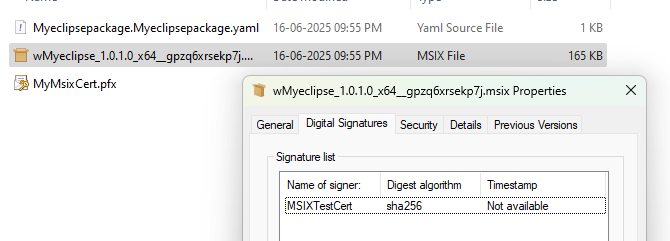 Myeclipsepackage.Myeclipsepackage.yaml 16-06-2025 09:55 PM Yaml Source File 1 KB
wMyeclipse_1.0.1.0_x64__gpzq6xrsekp7j.... 16-06-2025 09:55 PM MSIX File 165 KB
MyMsixCert.pfx
wMyeclipse_1.0.1.0_x64__gpzq6xrsekp7j.msix Properties
General Digital Signatures Security Details Previous Versions
Signature list
Name of signer: Digest algorithm Timestamp
MSIXTestCert sha256 Not available